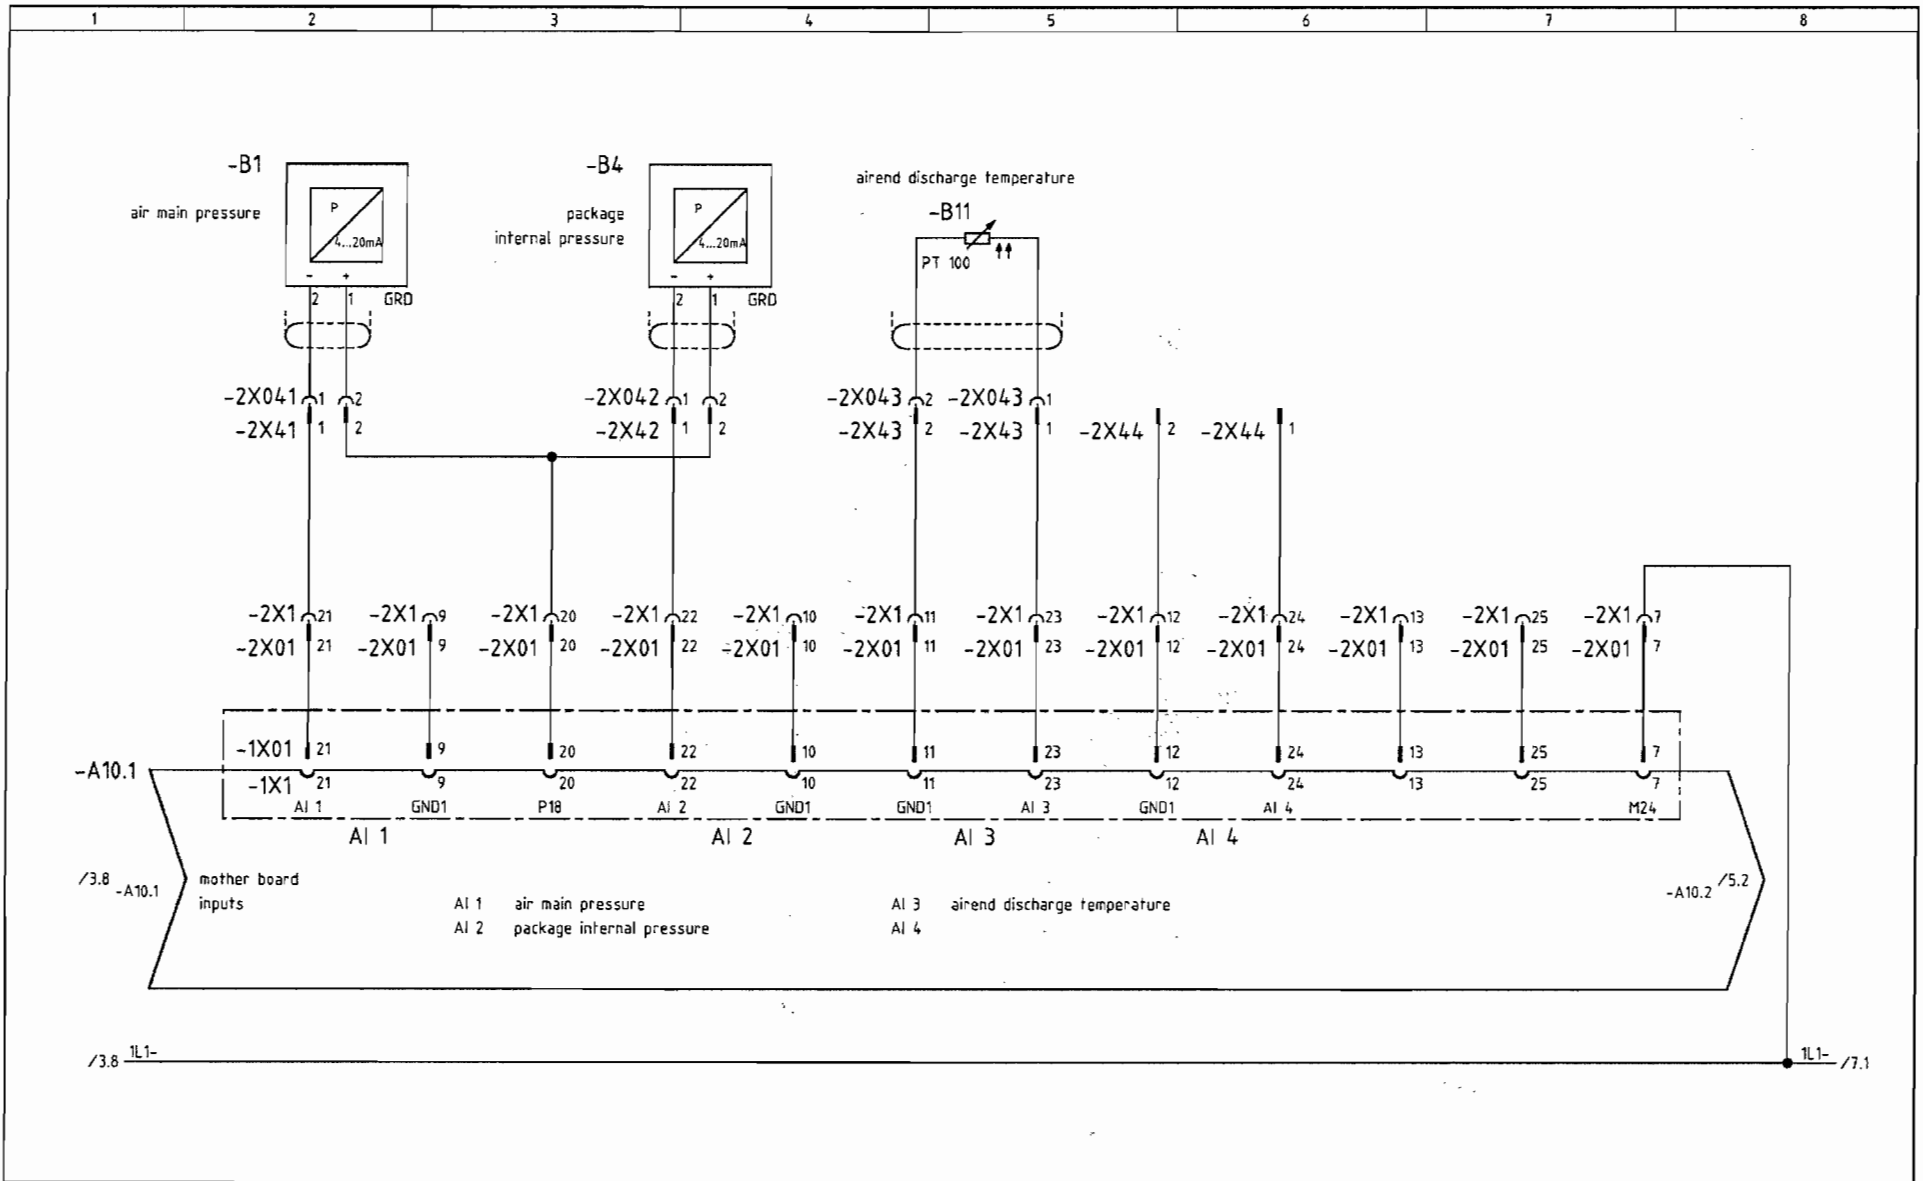 1 2 3 4 5 6 7 8
-B1 -B4
airend discharge temperature
-B11
air main pressure
P
4...20mA
- +
package
internal pressure
P
4...20mA
- +
PT 100
2 1 GRD 2 1 GRD
-2X041 1 2 -2X042 1 2 -2X043 2 -2X043 1
-2X41 1 2 -2X42 1 2 -2X43 2 -2X43 1 -2X44 2 -2X44 1
-2X1 21 -2X1 9 -2X1 20 -2X1 22 -2X1 10 -2X1 11 -2X1 23 -2X1 12 -2X1 24 -2X1 13 -2X1 25 -2X1 7
-2X01 21 -2X01 9 -2X01 20 -2X01 22 -2X01 10 -2X01 11 -2X01 23 -2X01 12 -2X01 24 -2X01 13 -2X01 25 -2X01 7
-1X01 21 9 20 22 10 11 23 12 24 13 25 7
-A10.1
-1X1 21 9 20 22 10 11 23 12 24 13 25 7
AI 1 GND1 P18 AI 2 GND1 GND1 AI 3 GND1 AI 4 M24
AI 1 AI 2 AI 3 AI 4
/3.8 -A10.1
mother board
inputs
-A10.2 /5.2
AI 1 air main pressure AI 3 airend discharge temperature
AI 2 package internal pressure AI 4
/3.8 1L1- 1L1- /7.1